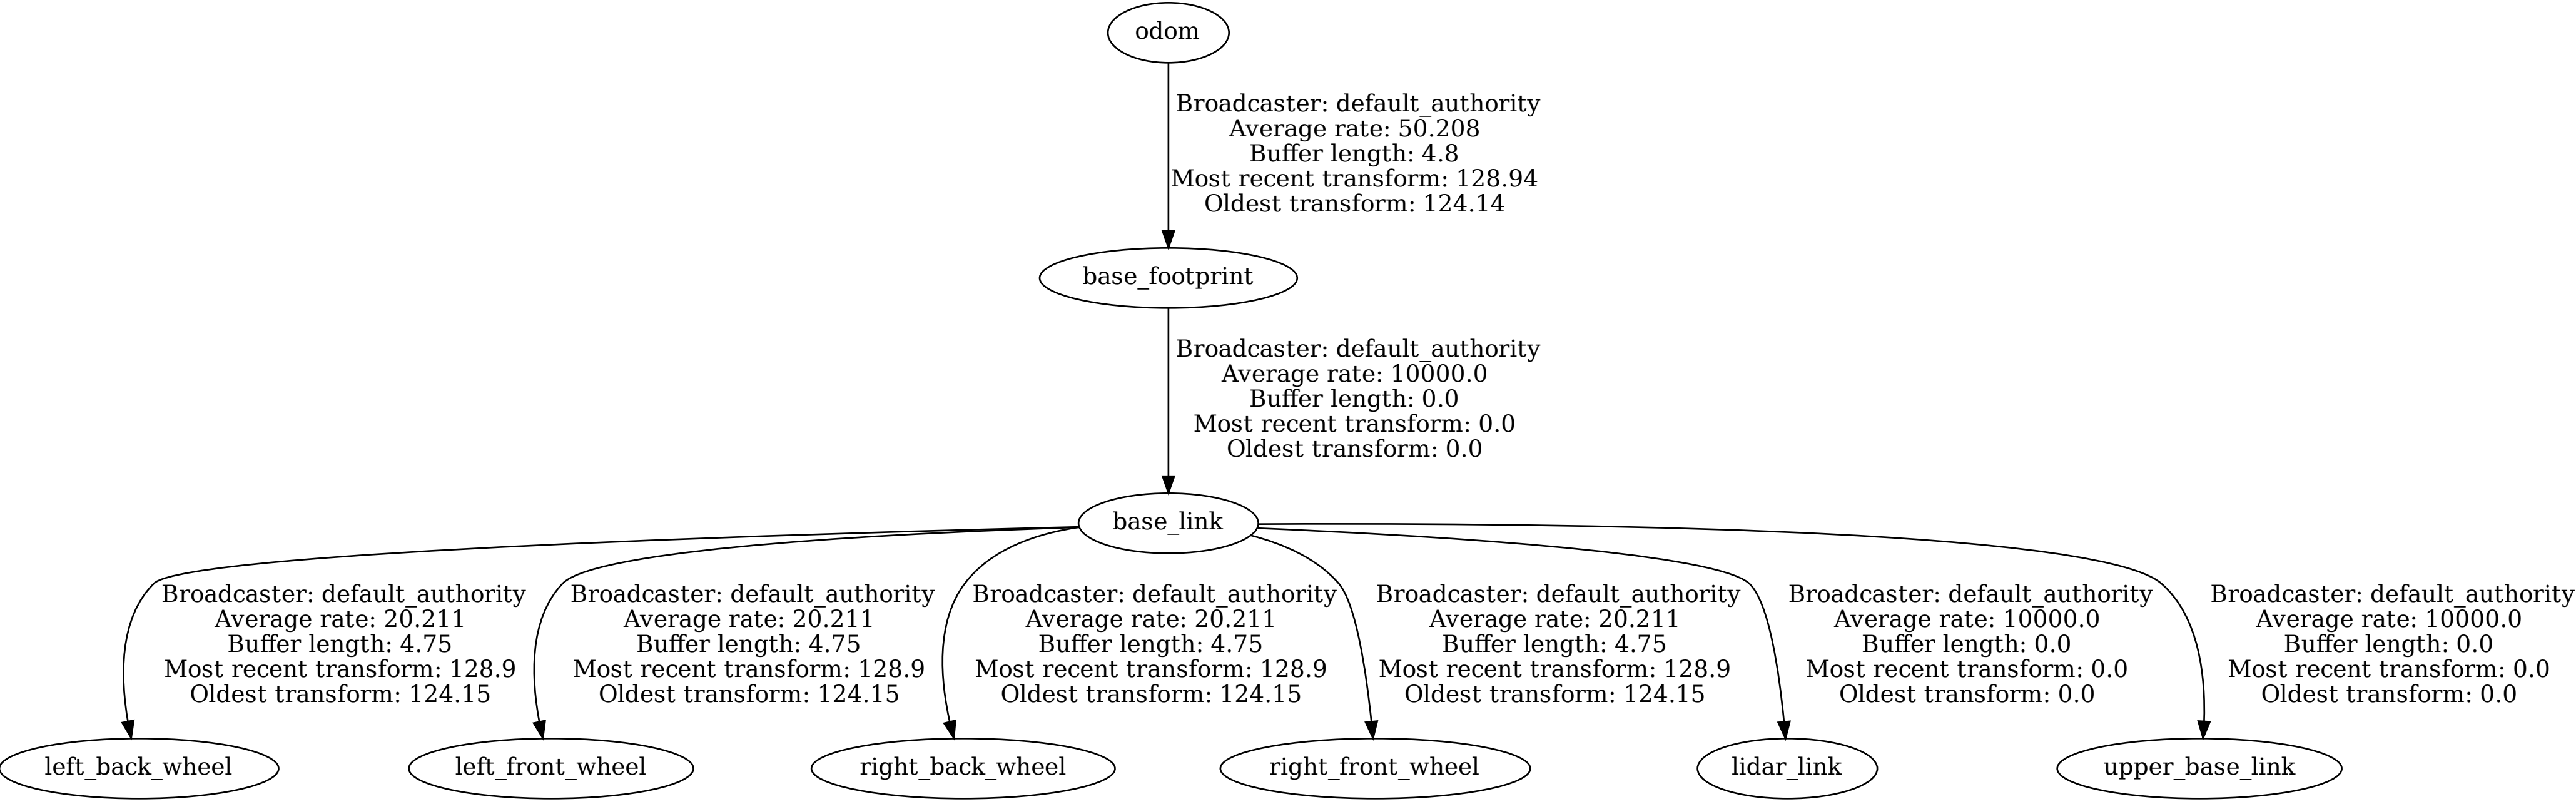 odom
Broadcaster: default_authority
Average rate: 50.208
Buffer length: 4.8
Most recent transform: 128.94
Oldest transform: 124.14
base_footprint
Broadcaster: default_authority
Average rate: 10000.0
Buffer length: 0.0
Most recent transform: 0.0
Oldest transform: 0.0
base_link
Broadcaster: default_authority
Average rate: 20.211
Buffer length: 4.75
Most recent transform: 128.9
Oldest transform: 124.15
Broadcaster: default_authority
Average rate: 20.211
Buffer length: 4.75
Most recent transform: 128.9
Oldest transform: 124.15
Broadcaster: default_authority
Average rate: 20.211
Buffer length: 4.75
Most recent transform: 128.9
Oldest transform: 124.15
Broadcaster: default_authority
Average rate: 20.211
Buffer length: 4.75
Most recent transform: 128.9
Oldest transform: 124.15
Broadcaster: default_authority
Average rate: 10000.0
Buffer length: 0.0
Most recent transform: 0.0
Oldest transform: 0.0
Broadcaster: default_authority
Average rate: 10000.0
Buffer length: 0.0
Most recent transform: 0.0
Oldest transform: 0.0
left_back_wheel
left_front_wheel
right_back_wheel
right_front_wheel
lidar_link
upper_base_link